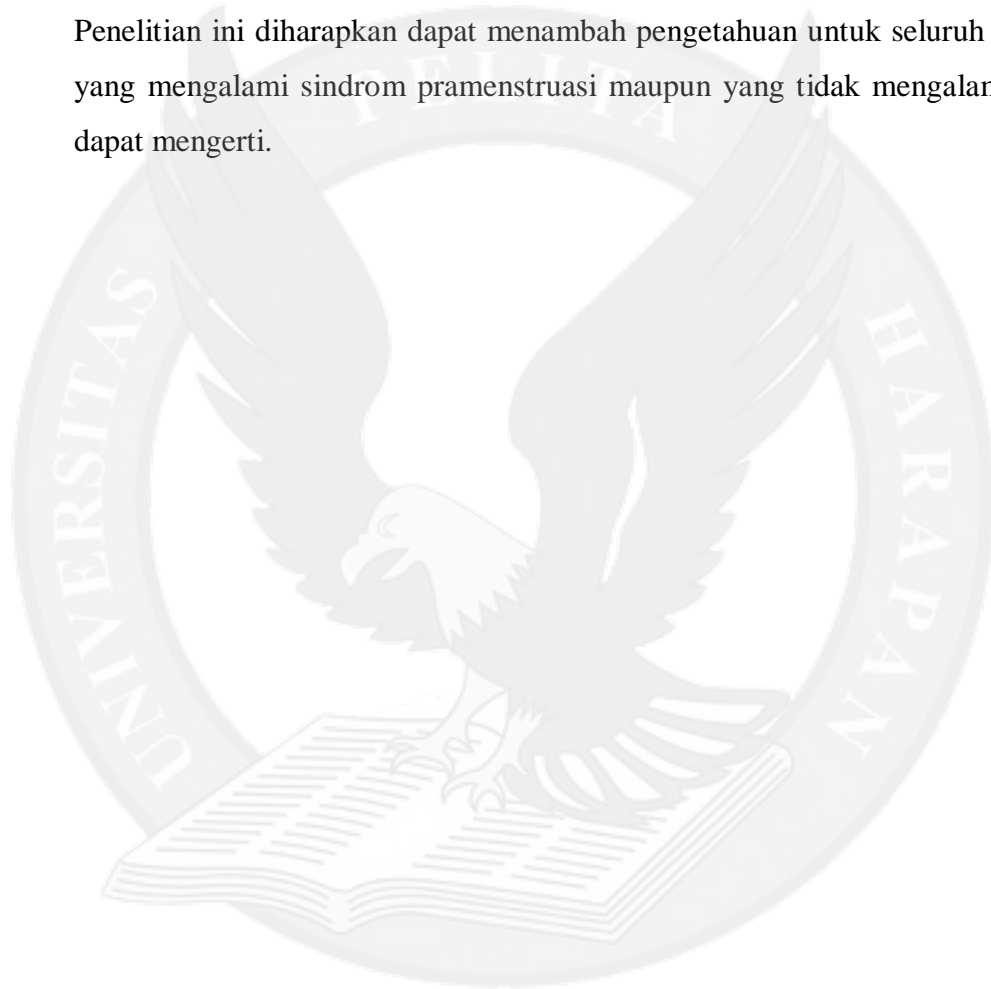 Penelitian ini diharapkan dapat menambah pengetahuan untuk seluruh
yang mengalami sindrom pramenstruasi maupun yang tidak
dapat mengerti.
UNIVERSITAS PELITA HARAPAN